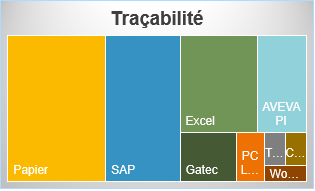 Traçabilité
Papier
SAP
Excel
AVEVA
PI
Gatec
PC
L...
T...
C...
Wo...